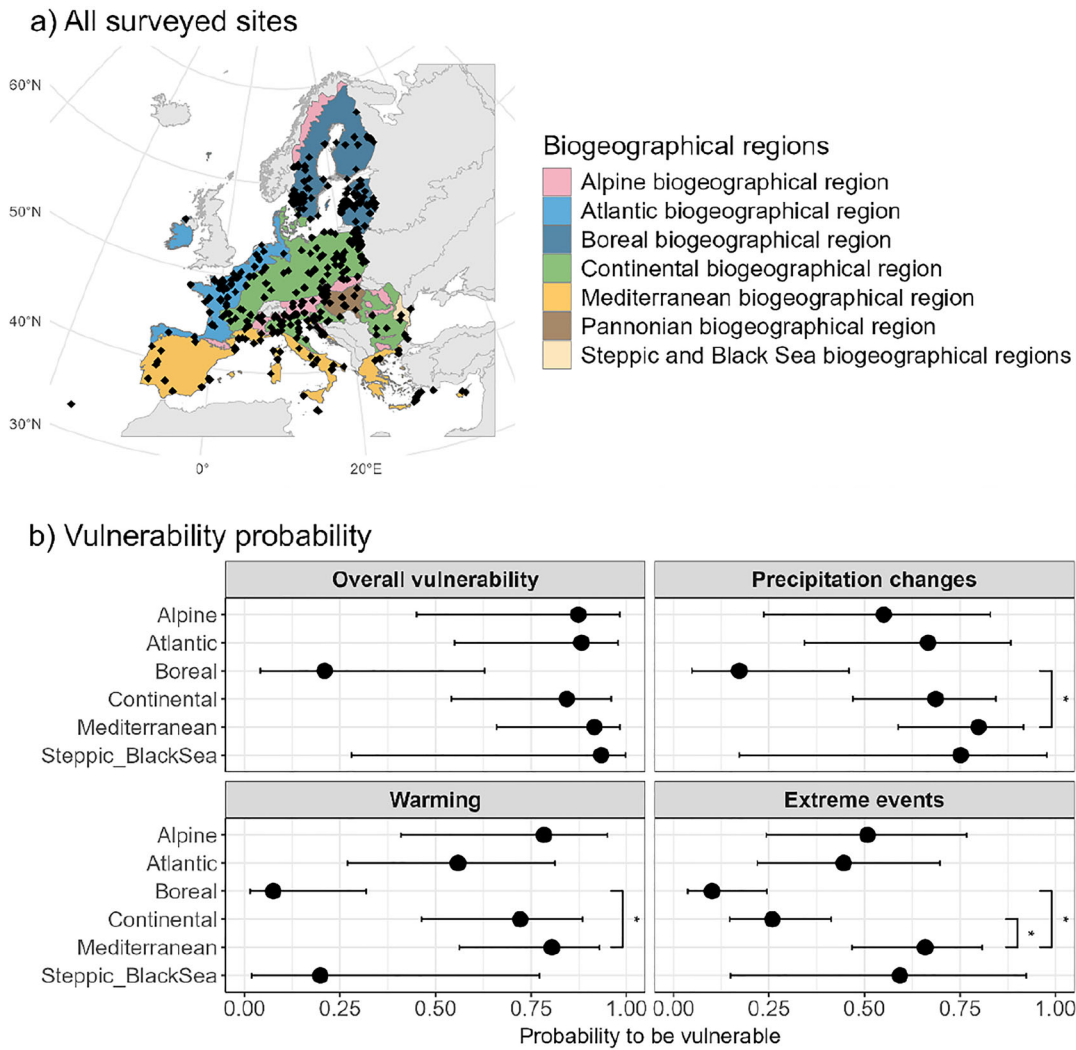 a) All surveyed sites
60°N
50°N
40°N
30°N
0°
20°E
Biogeographical regions
Alpine biogeographical region
Atlantic biogeographical region
Boreal biogeographical region
Continental biogeographical region
Mediterranean biogeographical region
Pannonian biogeographical region
Steppic and Black Sea biogeographical regions
b) Vulnerability probability
Overall vulnerability
Precipitation changes
Alpine
Atlantic
Boreal
Continental
Mediterranean
Steppic_BlackSea
*
Warming
Extreme events
Alpine
Atlantic
Boreal
Continental
Mediterranean
Steppic_BlackSea
*
*
*
0.00 0.25 0.50 0.75 1.00 0.00 0.25 0.50 0.75 1.00
Probability to be vulnerable